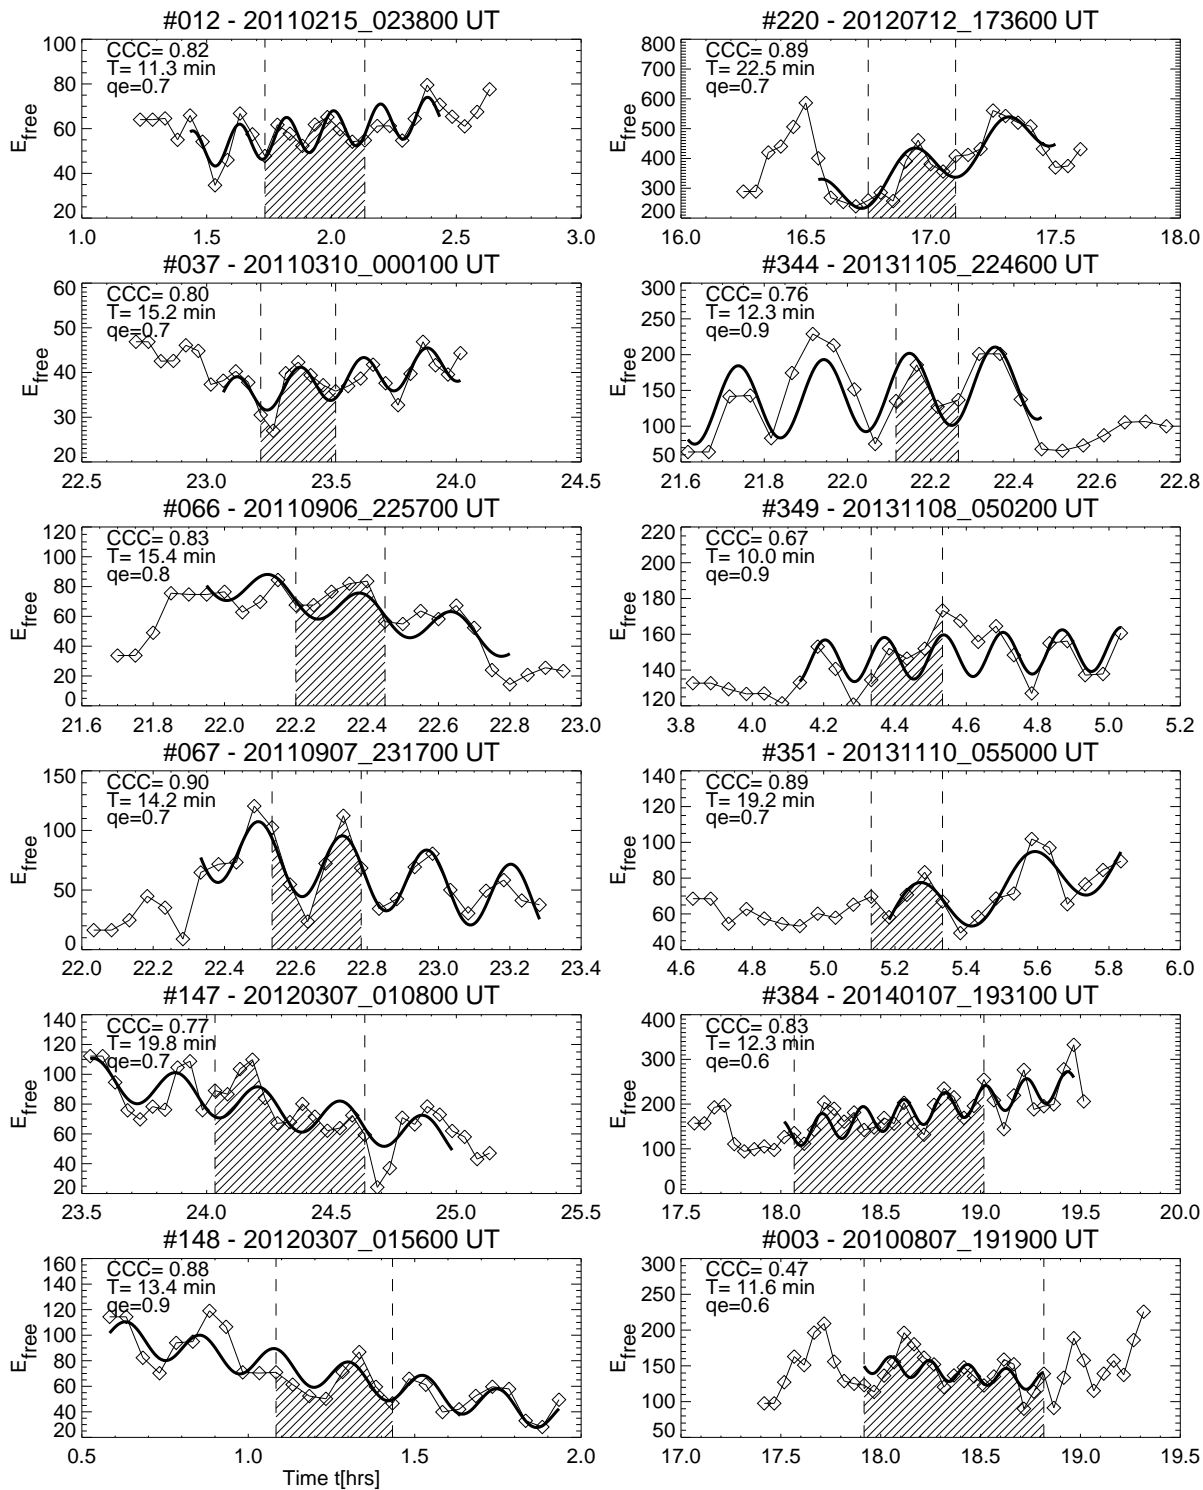 #012 - 20110215_023800 UT
CCC= 0.82
T= 11.3 min
qe=0.7
E_free
100
80
60
40
20
1.0 1.5 2.0 2.5 3.0
#220 - 20120712_173600 UT
CCC= 0.89
T= 22.5 min
qe=0.7
E_free
800
700
600
500
400
300
200
16.0 16.5 17.0 17.5 18.0
#037 - 20110310_000100 UT
CCC= 0.80
T= 15.2 min
qe=0.7
E_free
60
50
40
30
20
22.5 23.0 23.5 24.0 24.5
#344 - 20131105_224600 UT
CCC= 0.76
T= 12.3 min
qe=0.9
E_free
300
250
200
150
100
50
21.6 21.8 22.0 22.2 22.4 22.6 22.8
#066 - 20110906_225700 UT
CCC= 0.83
T= 15.4 min
qe=0.8
E_free
120
100
80
60
40
20
0
21.6 21.8 22.0 22.2 22.4 22.6 22.8 23.0
#349 - 20131108_050200 UT
CCC= 0.67
T= 10.0 min
qe=0.9
E_free
220
200
180
160
140
120
3.8 4.0 4.2 4.4 4.6 4.8 5.0 5.2
#067 - 20110907_231700 UT
CCC= 0.90
T= 14.2 min
qe=0.7
E_free
150
100
50
0
22.0 22.2 22.4 22.6 22.8 23.0 23.2 23.4
#351 - 20131110_055000 UT
CCC= 0.89
T= 19.2 min
qe=0.7
E_free
140
120
100
80
60
40
4.6 4.8 5.0 5.2 5.4 5.6 5.8 6.0
#147 - 20120307_010800 UT
CCC= 0.77
T= 19.8 min
qe=0.7
E_free
140
120
100
80
60
40
20
23.5 24.0 24.5 25.0 25.5
#384 - 20140107_193100 UT
CCC= 0.83
T= 12.3 min
qe=0.6
E_free
400
300
200
100
0
17.5 18.0 18.5 19.0 19.5 20.0
#148 - 20120307_015600 UT
CCC= 0.88
T= 13.4 min
qe=0.9
E_free
160
140
120
100
80
60
40
20
0.5 1.0 1.5 2.0
Time t[hrs]
#003 - 20100807_191900 UT
CCC= 0.47
T= 11.6 min
qe=0.6
E_free
300
250
200
150
100
50
17.0 17.5 18.0 18.5 19.0 19.5